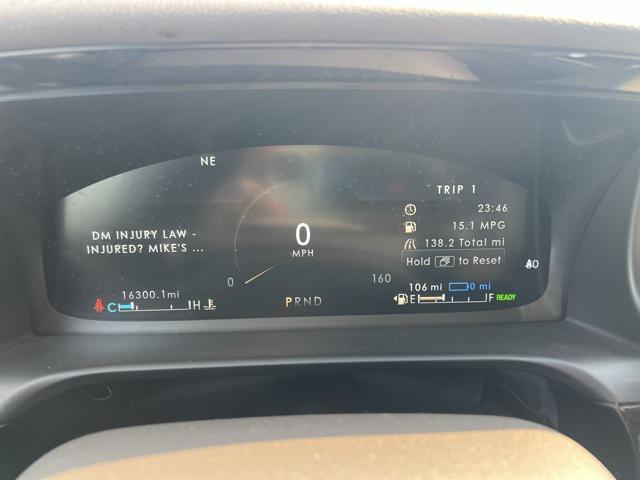 NE
TRIP 1
23:46
15.1 MPG
138.2 Total mi
Hold to Reset
DM INJURY LAW -
INJURED? MIKE'S ...
0
MPH
0
160
16300.1mi
C H
PRND
106 mi 0 mi
E F READY